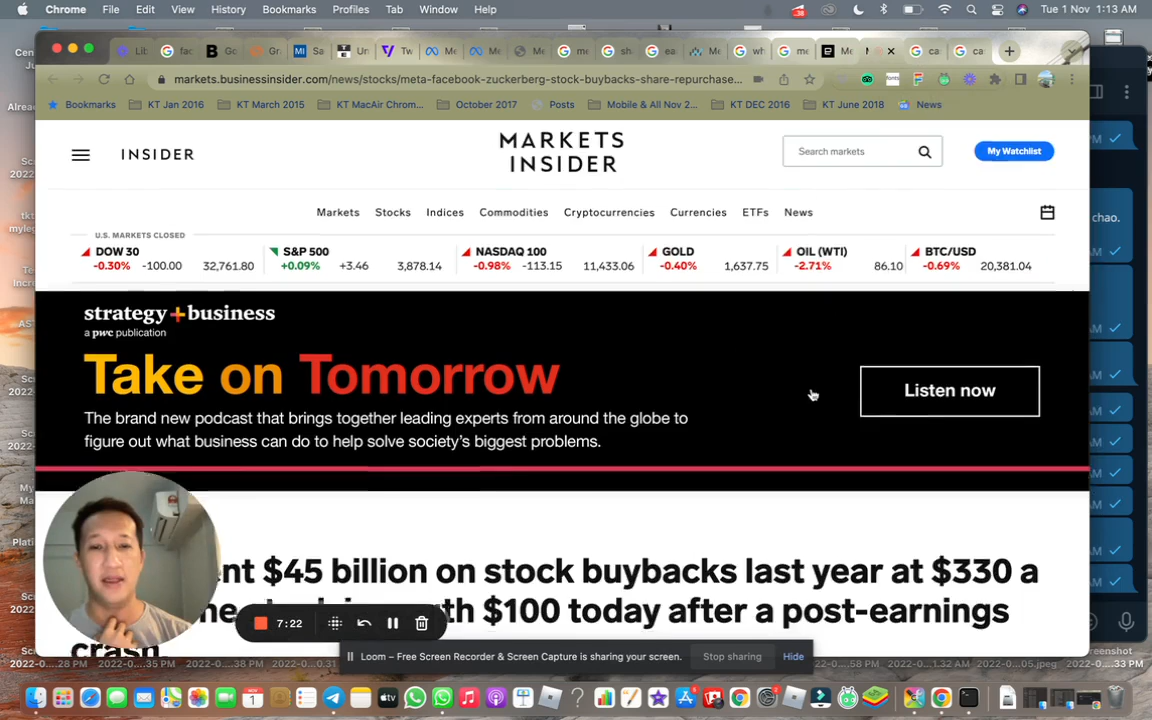 Chrome File Edit View History Bookmarks Profiles Tab Window Help Tue 1 Nov 1:13 AM
markets.businessinsider.com/news/stocks/meta-facebook-zuckerberg-stock-buybacks-share-repurchase...
Bookmarks KT Jan 2016 KT March 2015 KT MacAir Chrom... October 2017 Posts Mobile & All Nov 2... KT DEC 2016 KT June 2018 News
INSIDER
MARKETS
INSIDER
Search markets
My Watchlist
Markets Stocks Indices Commodities Cryptocurrencies Currencies ETFs News
U.S. MARKETS CLOSED
DOW 30 S&P 500 NASDAQ 100 GOLD OIL (WTI) BTC/USD
-0.30% -100.00 32,761.80 +0.09% +3.46 3,878.14 -0.98% -113.15 11,433.06 -0.40% 1,637.75 -2.71% 86.10 -0.69% 20,381.04
strategy+business
a pwc publication
Take on Tomorrow
The brand new podcast that brings together leading experts from around the globe to
figure out what business can do to help solve society's biggest problems.
Listen now
nt $45 billion on stock buybacks last year at $330 a
th $100 today after a post-earnings
crash
7:22
Loom – Free Screen Recorder & Screen Capture is sharing your screen. Stop sharing Hide
chao.